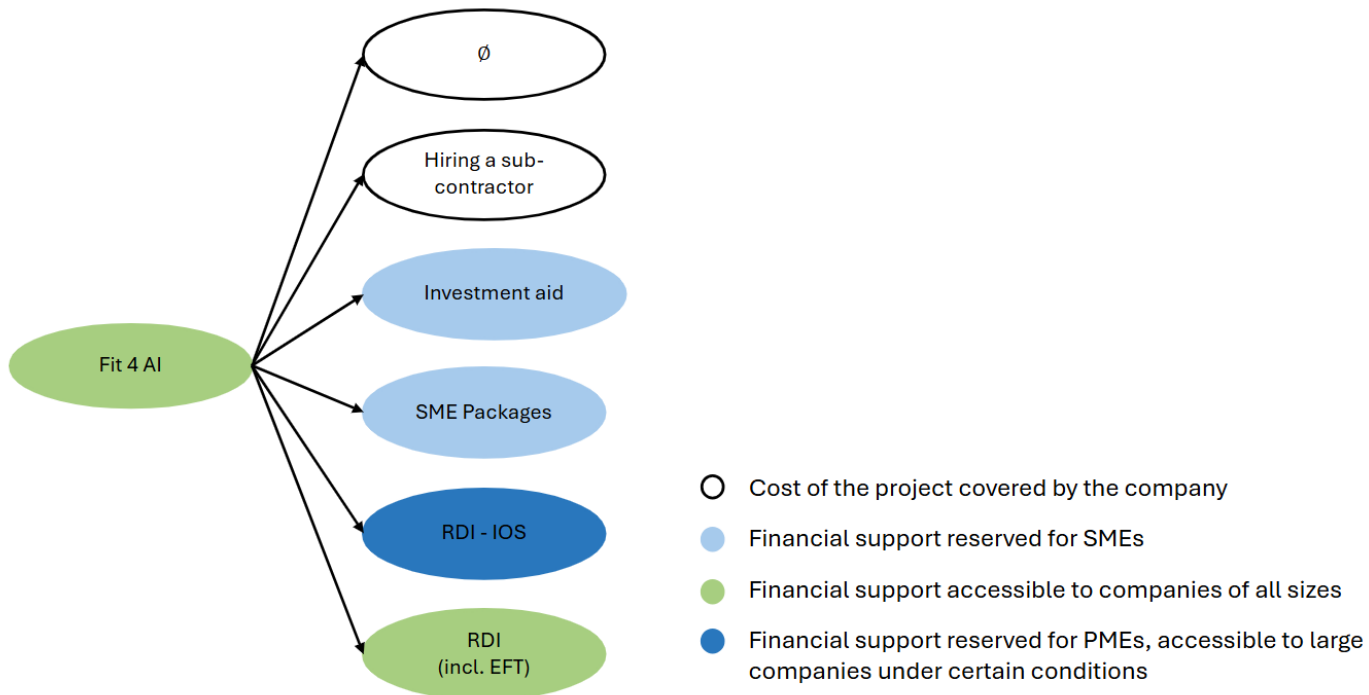 Ø
Hiring a sub-
contractor
Investment aid
Fit 4 AI
SME Packages
RDI - IOS
RDI
(incl. EFT)
Cost of the project covered by the company
Financial support reserved for SMEs
Financial support accessible to companies of all sizes
Financial support reserved for PMEs, accessible to large
companies under certain conditions